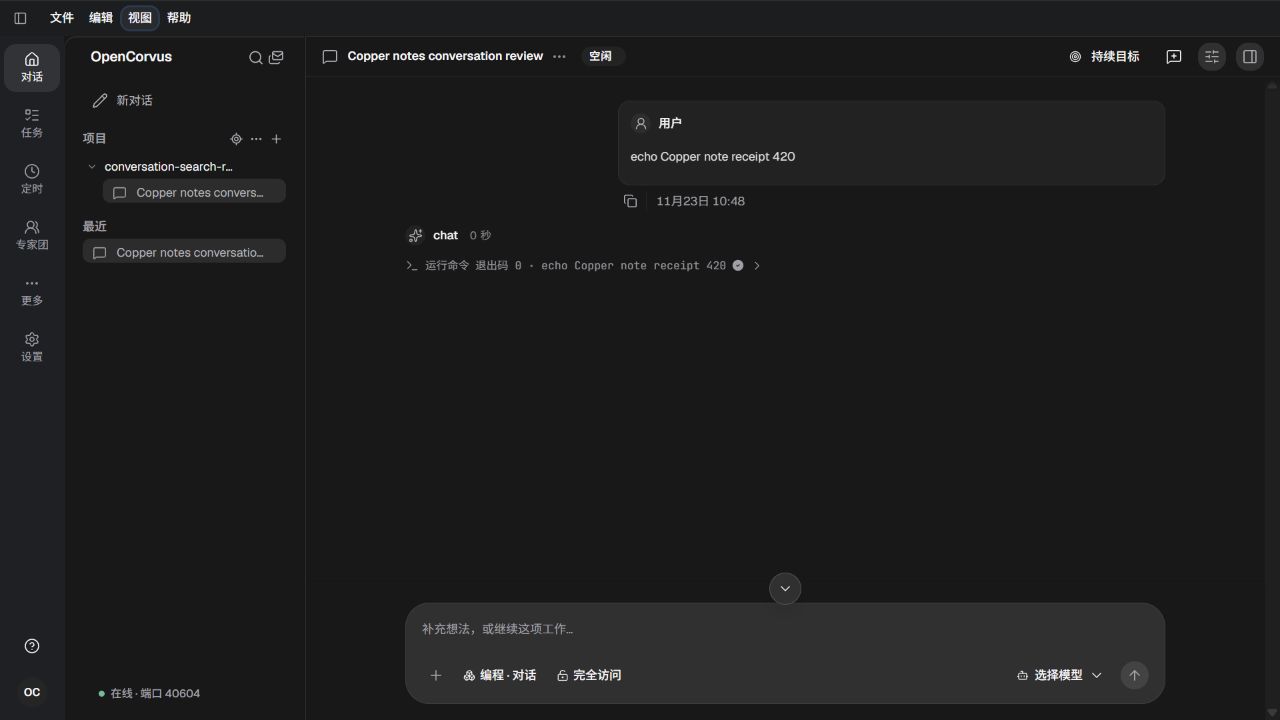 文件 编辑 视图 帮助
对话
任务
定时
专家团
更多
设置
OC
OpenCorvus
新对话
项目
conversation-search-r...
Copper notes convers...
最近
Copper notes conversatio...
在线 · 端口 40604
Copper notes conversation review ··· 空闲
持续目标
用户
echo Copper note receipt 420
11月23日 10:48
chat 0 秒
运行命令 退出码 0 · echo Copper note receipt 420
补充想法，或继续这项工作...
编程 · 对话 完全访问 选择模型